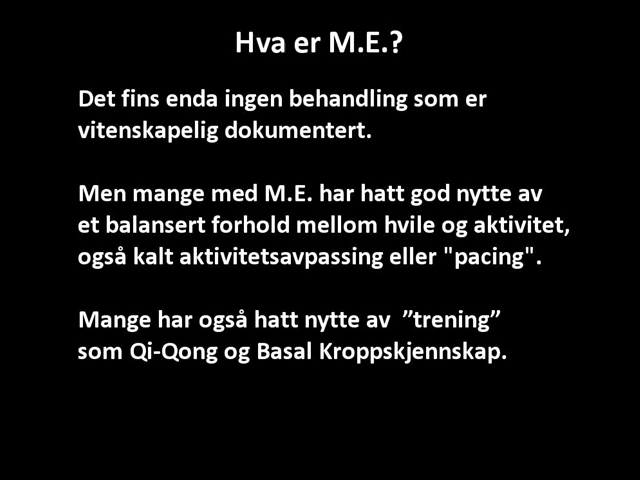 Hva er M.E.?
Det fins enda ingen behandling som er
vitenskapelig dokumentert.
Men mange med M.E. har hatt god nytte av
et balansert forhold mellom hvile og aktivitet,
også kalt aktivitetsavpassing eller "pacing".
Mange har også hatt nytte av ”trening”
som Qi-Qong og Basal Kroppskjennskap.